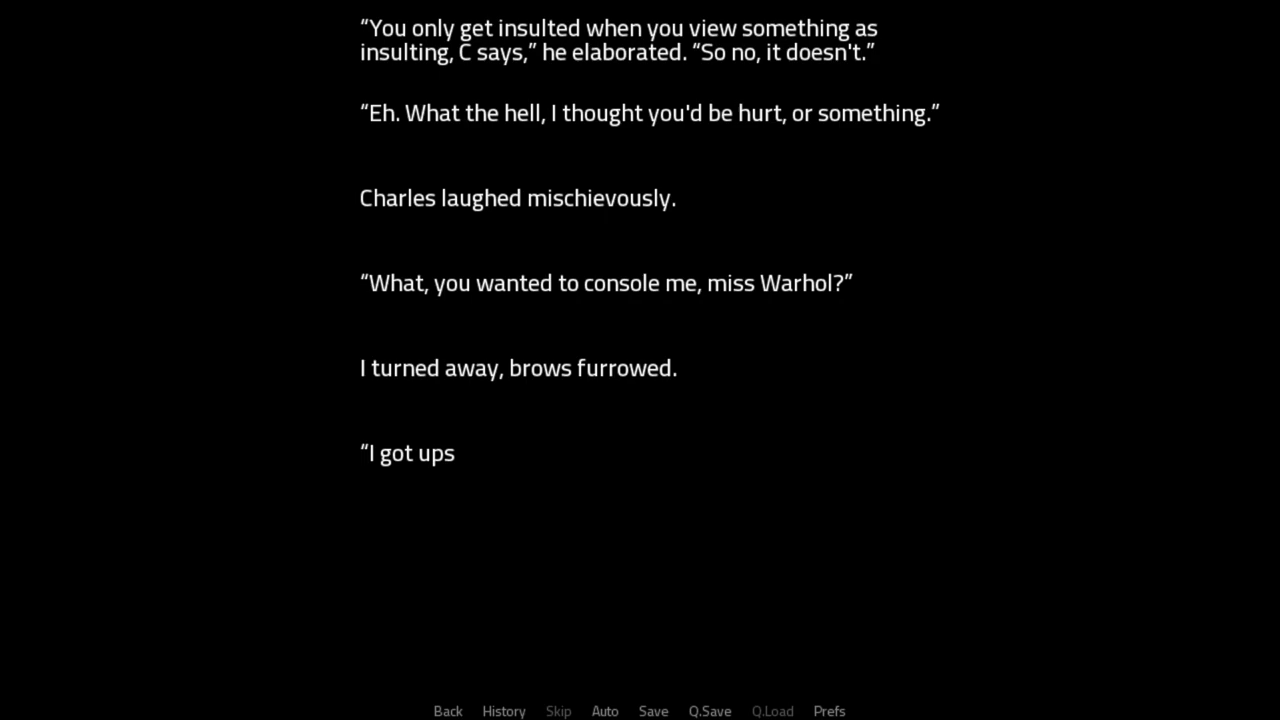 “You only get insulted when you view something as
insulting, C says,” he elaborated. “So no, it doesn't.”
“Eh. What the hell, I thought you'd be hurt, or something.”
Charles laughed mischievously.
“What, you wanted to console me, miss Warhol?”
I turned away, brows furrowed.
“I got ups
Back History Skip Auto Save Q.Save Q.Load Prefs